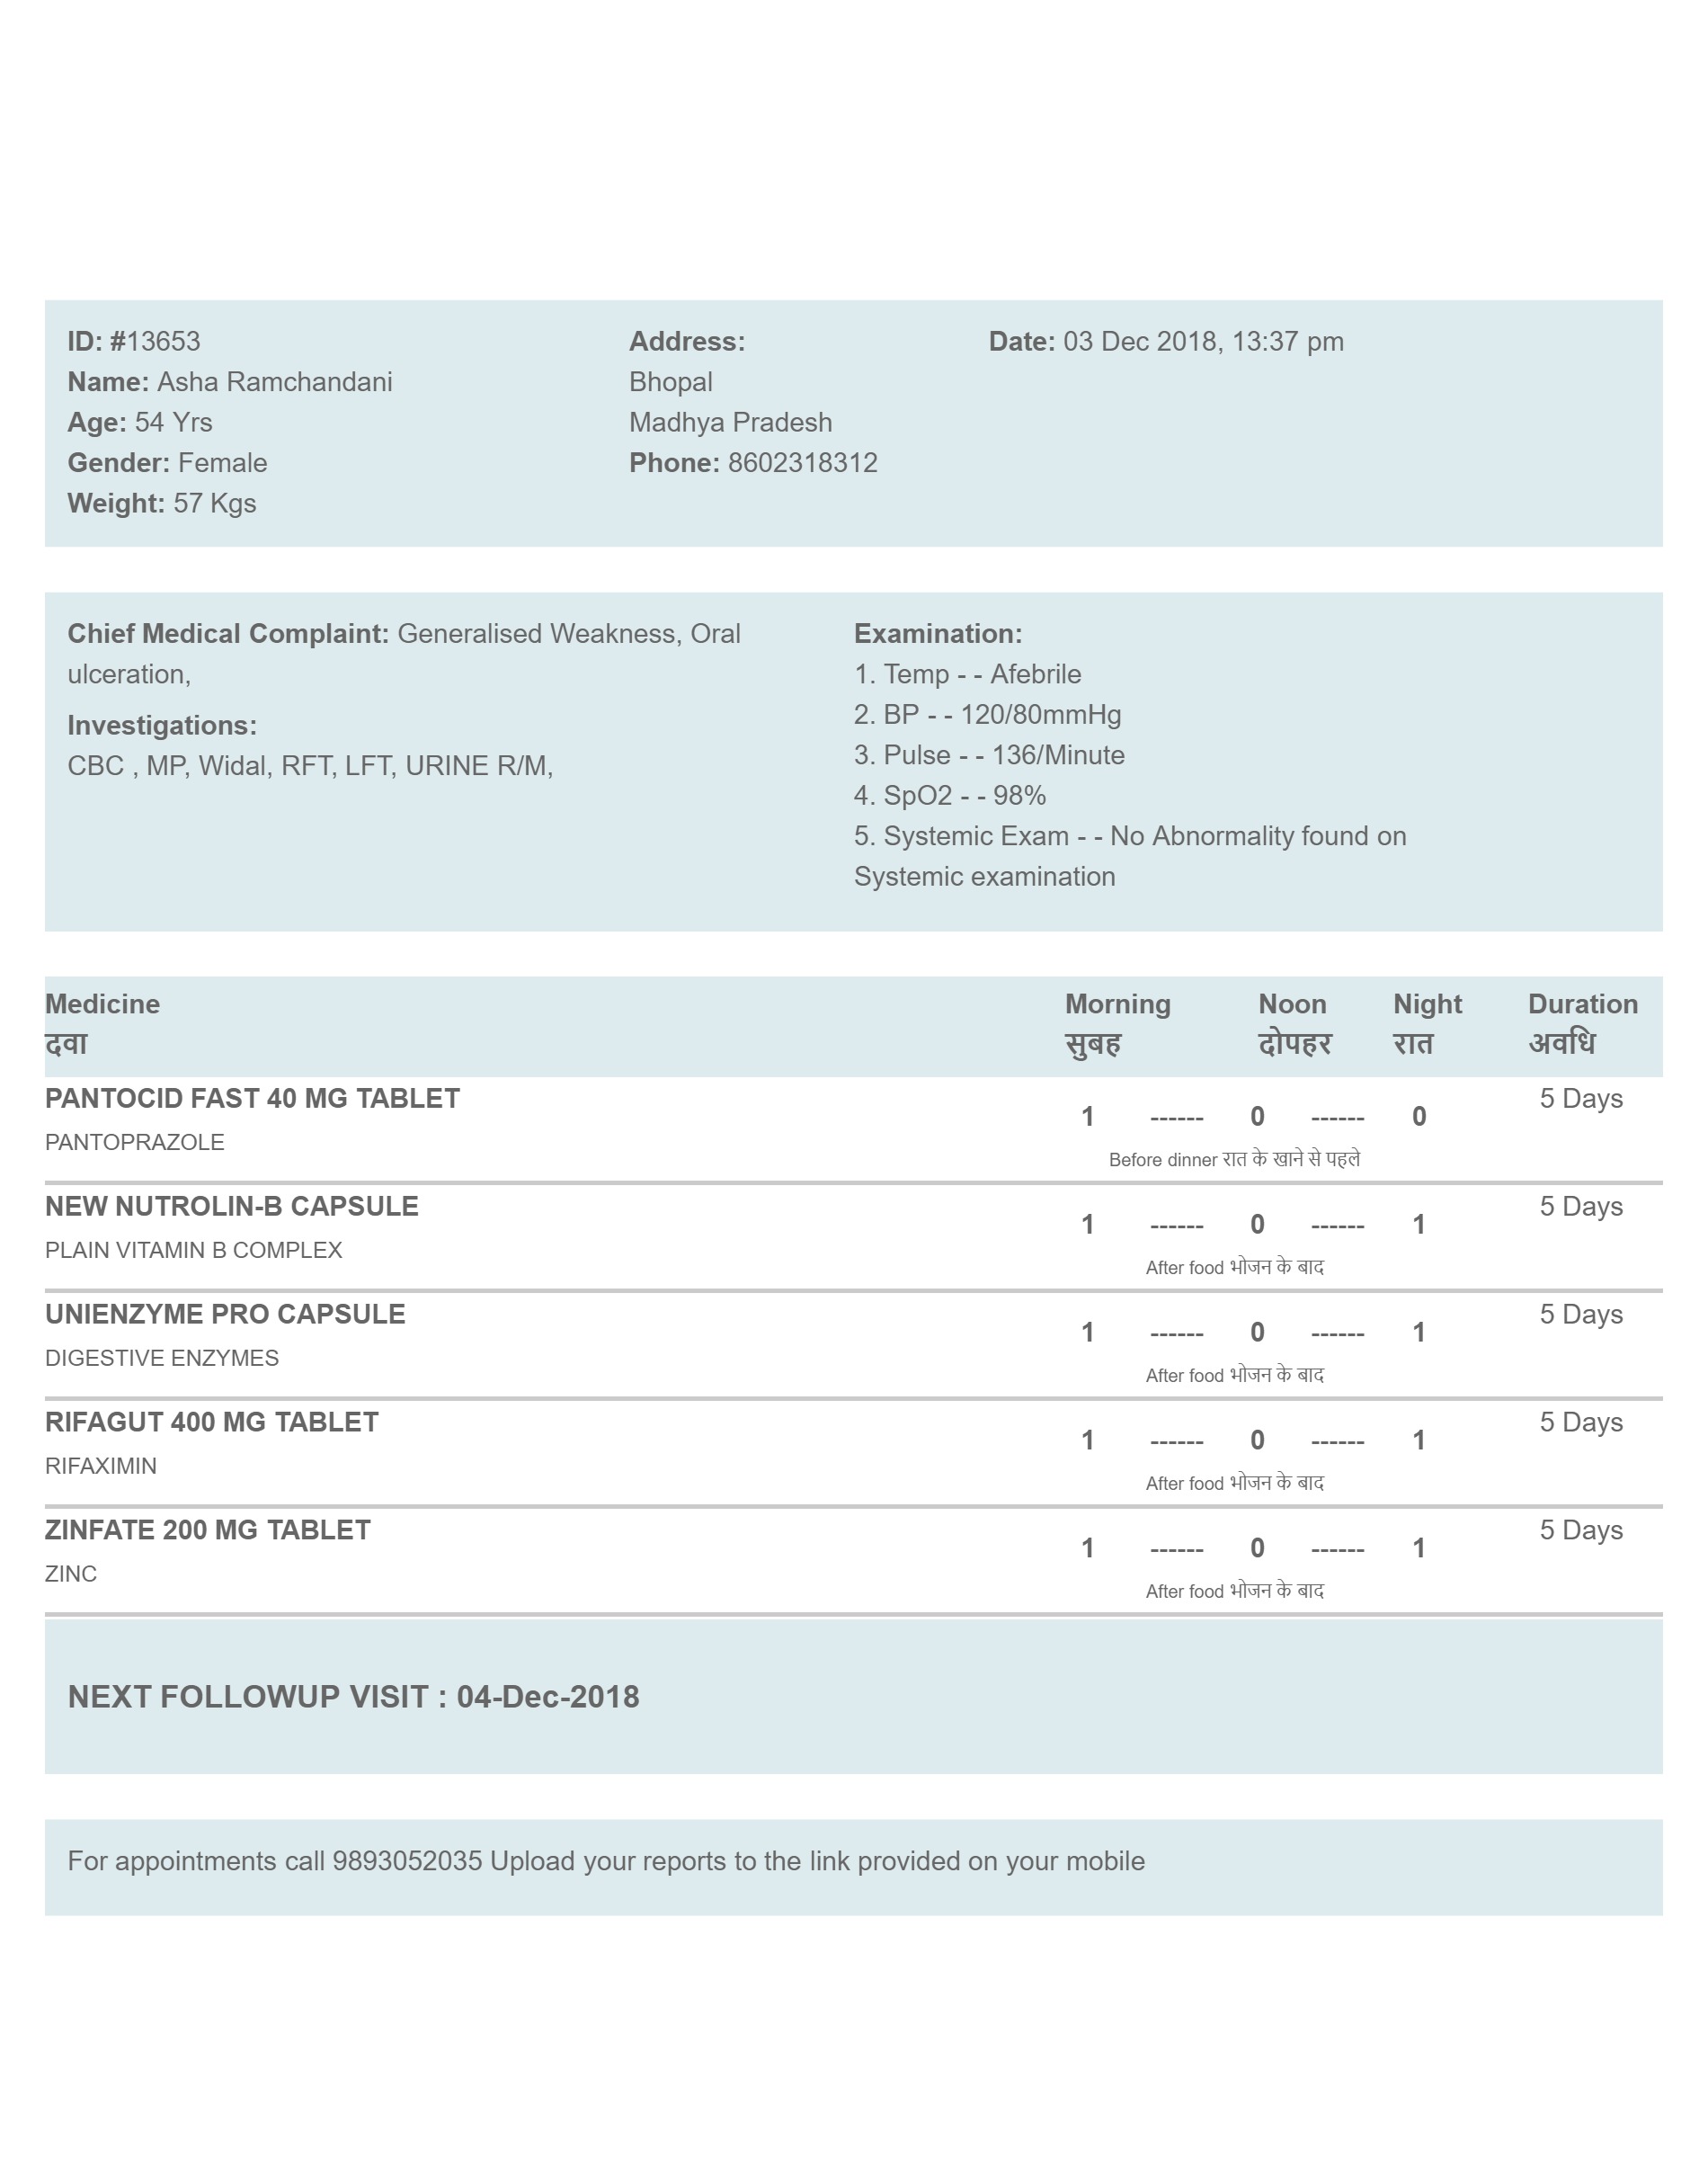 ID: #13653
Name: Asha Ramchandani
Age: 54 Yrs
Gender: Female
Weight: 57 Kgs
Address:
Bhopal
Madhya Pradesh
Phone: 8602318312
Date: 03 Dec 2018, 13:37 pm
Chief Medical Complaint: Generalised Weakness, Oral
ulceration,
Investigations:
CBC , MP, Widal, RFT, LFT, URINE R/M,
Examination:
1. Temp - - Afebrile
2. BP - - 120/80mmHg
3. Pulse - - 136/Minute
4. SpO2 - - 98%
5. Systemic Exam - - No Abnormality found on
Systemic examination
Medicine Morning Noon Night Duration
दवा सुबह दोपहर रात अवधि
PANTOCID FAST 40 MG TABLET 5 Days
1 ------ 0 ------ 0
PANTOPRAZOLE
Before dinner रात के खाने से पहले
NEW NUTROLIN-B CAPSULE 5 Days
1 ------ 0 ------ 1
PLAIN VITAMIN B COMPLEX
After food भोजन के बाद
UNIENZYME PRO CAPSULE 5 Days
1 ------ 0 ------ 1
DIGESTIVE ENZYMES
After food भोजन के बाद
RIFAGUT 400 MG TABLET 5 Days
1 ------ 0 ------ 1
RIFAXIMIN
After food भोजन के बाद
ZINFATE 200 MG TABLET 5 Days
1 ------ 0 ------ 1
ZINC
After food भोजन के बाद
NEXT FOLLOWUP VISIT : 04-Dec-2018
For appointments call 9893052035 Upload your reports to the link provided on your mobile